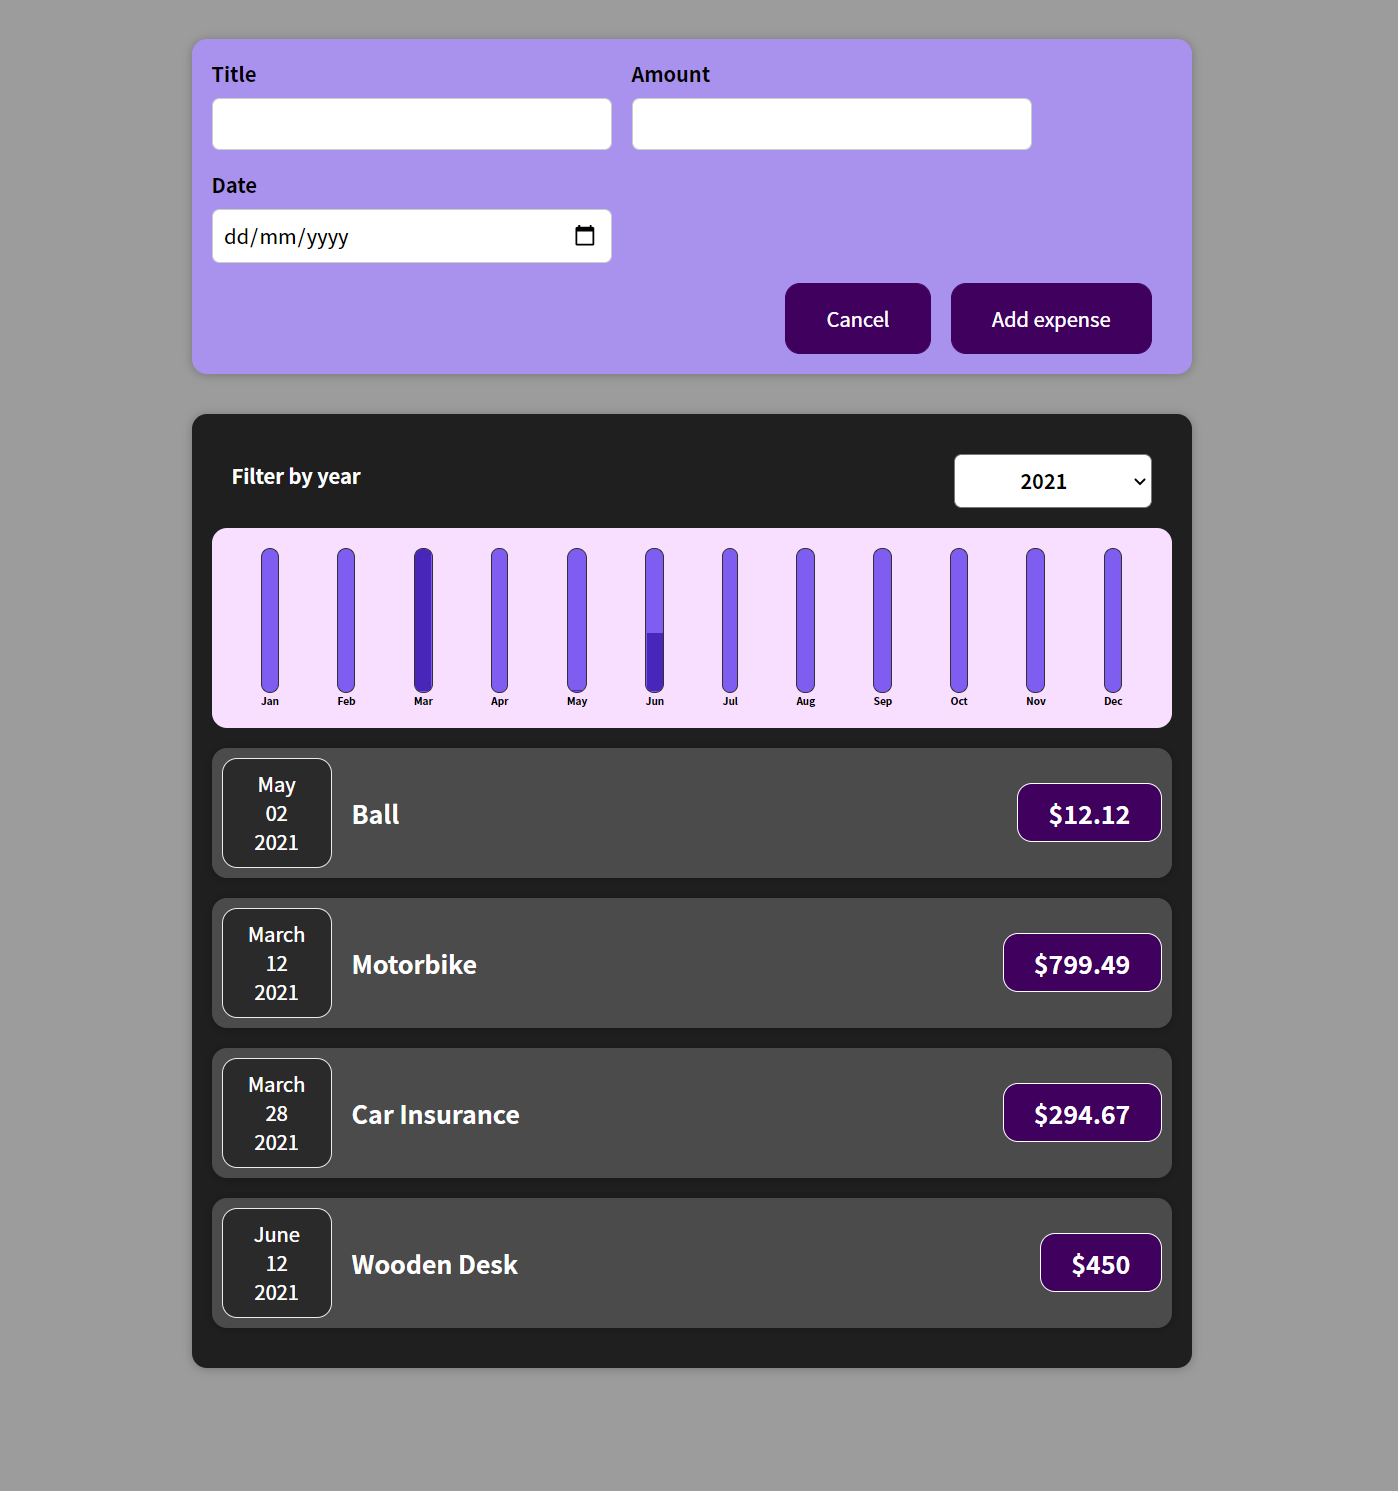 Title
Amount
Date
dd/mm/yyyy
Cancel
Add expense
Filter by year
2021
Jan Feb Mar Apr May Jun Jul Aug Sep Oct Nov Dec
May
02
2021
Ball
$12.12
March
12
2021
Motorbike
$799.49
March
28
2021
Car Insurance
$294.67
June
12
2021
Wooden Desk
$450